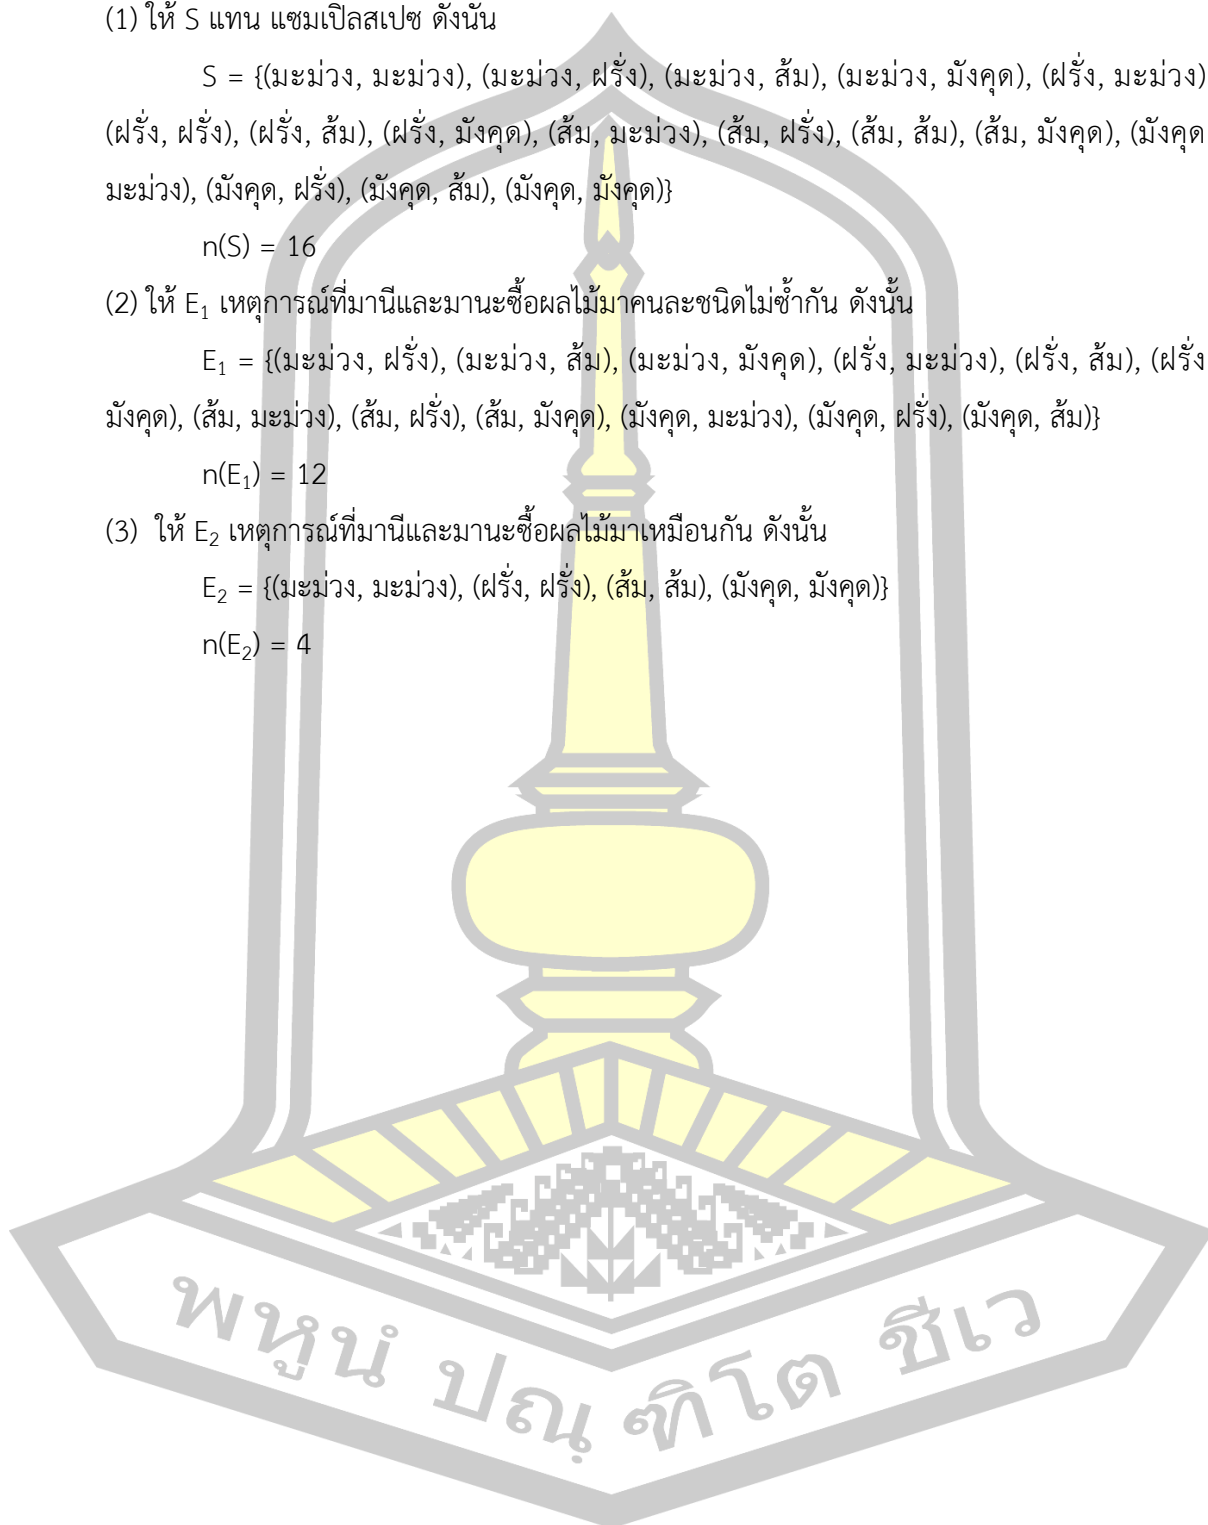 (1) ให้ S แทน แซมเปิลสเปซ ดังนั้น
S = {(มะม่วง, มะม่วง), (มะม่วง, ฝรั่ง), (มะม่วง, ส้ม), (มะม่วง, มังคุด), (ฝรั่ง, มะม่วง)
(ฝรั่ง, ฝรั่ง), (ฝรั่ง, ส้ม), (ฝรั่ง, มังคุด), (ส้ม, มะม่วง), (ส้ม, ฝรั่ง), (ส้ม, ส้ม), (ส้ม, มังคุด), (มังคุด
มะม่วง), (มังคุด, ฝรั่ง), (มังคุด, ส้ม), (มังคุด, มังคุด)}
n(S) = 16
(2) ให้ E₁ เหตุการณ์ที่มานีและมานะซื้อผลไม้มาคนละชนิดไม่ซ้ำกัน ดังนั้น
E₁ = {(มะม่วง, ฝรั่ง), (มะม่วง, ส้ม), (มะม่วง, มังคุด), (ฝรั่ง, มะม่วง), (ฝรั่ง, ส้ม), (ฝรั่ง
มังคุด), (ส้ม, มะม่วง), (ส้ม, ฝรั่ง), (ส้ม, มังคุด), (มังคุด, มะม่วง), (มังคุด, ฝรั่ง), (มังคุด, ส้ม)}
n(E₁) = 12
(3) ให้ E₂ เหตุการณ์ที่มานีและมานะซื้อผลไม้มาเหมือนกัน ดังนั้น
E₂ = {(มะม่วง, มะม่วง), (ฝรั่ง, ฝรั่ง), (ส้ม, ส้ม), (มังคุด, มังคุด)}
n(E₂) = 4
พหูนํ ปณฺฑิโต ชีเว